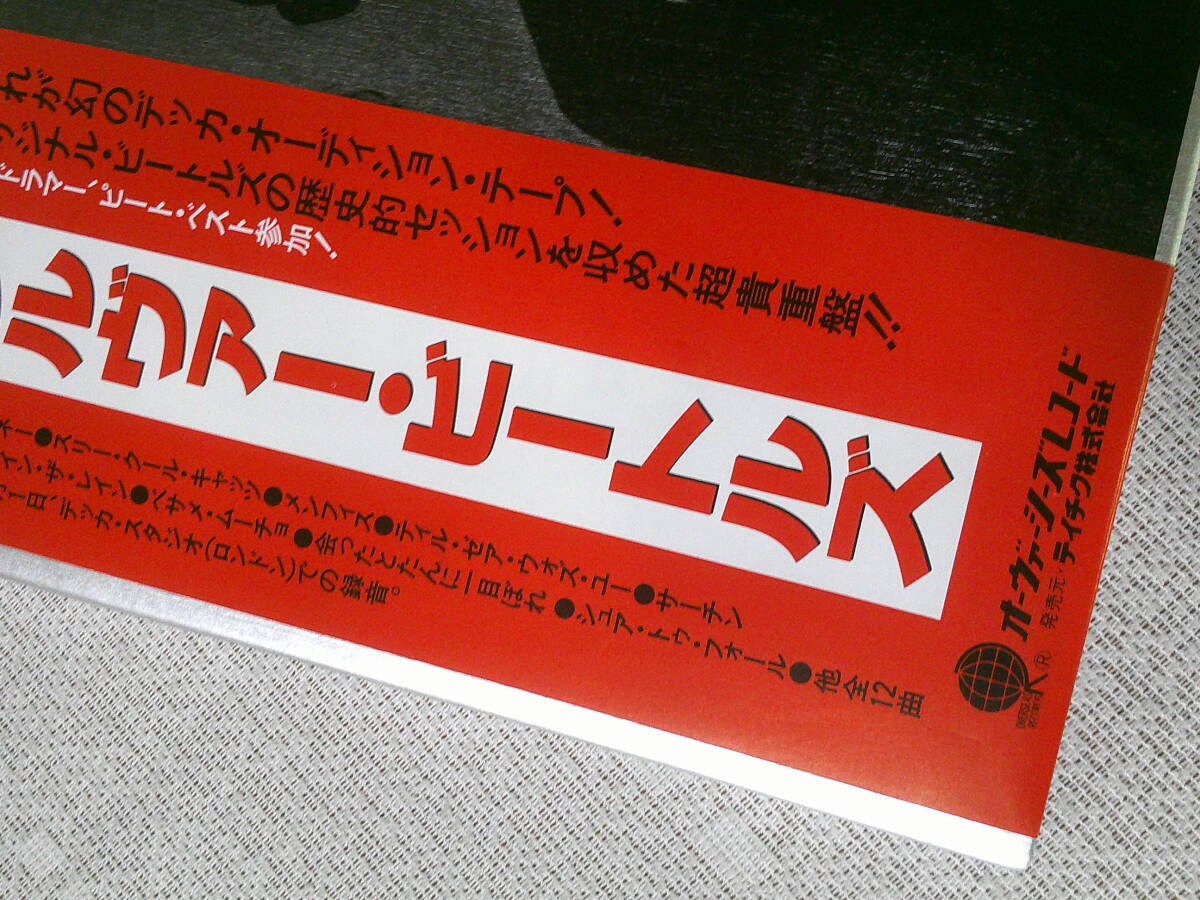 れが幻のデッカ・オーディション・テープ!
ジナル・ビートルズの歴史的セッションを収めた超貴重盤!!
ドラマー、ピート・ベスト参加!
ルヴァー・ビートルズ
ネー●スリー・クール・キャッツ●メンフィス●ティル・ゼア・ウォズ・ユー●サーチン
イン・ザ・レイン●ベサメ・ムーチョ●会ったとたんに一目ぼれ●シュア・トゥ・フォール●他全12曲
1日、デッカ・スタジオ(ロンドン)での録音。
オーヴァーシーズレコード
発売元・テイチク株式会社
(R)